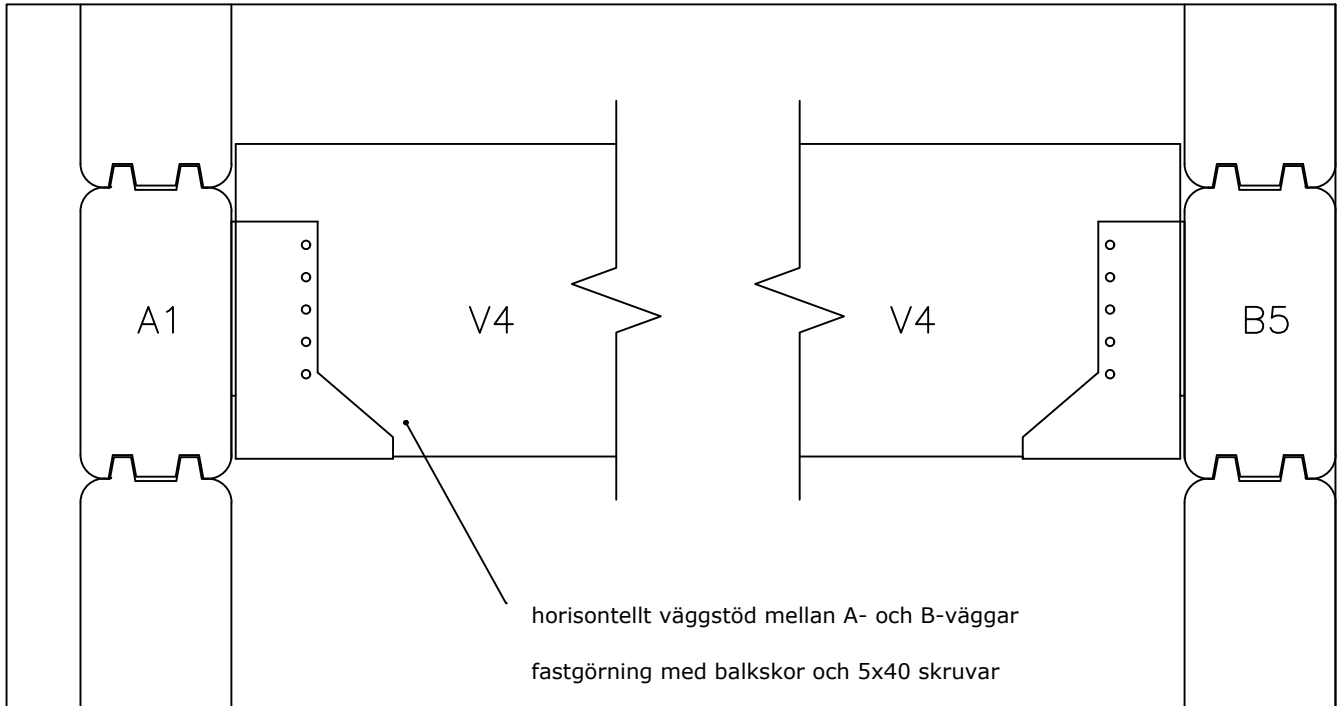 A1
V4
V4
B5
horisontellt väggstöd mellan A- och B-väggar
fastgörning med balkskor och 5x40 skruvar